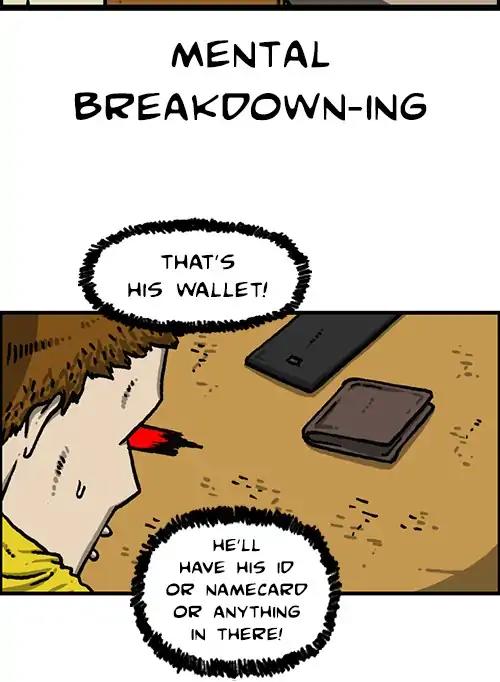 MENTAL
BREAKDOWN-ING
THAT'S
HIS WALLET!
HE'LL
HAVE HIS ID
OR NAMECARD
OR ANYTHING
IN THERE!